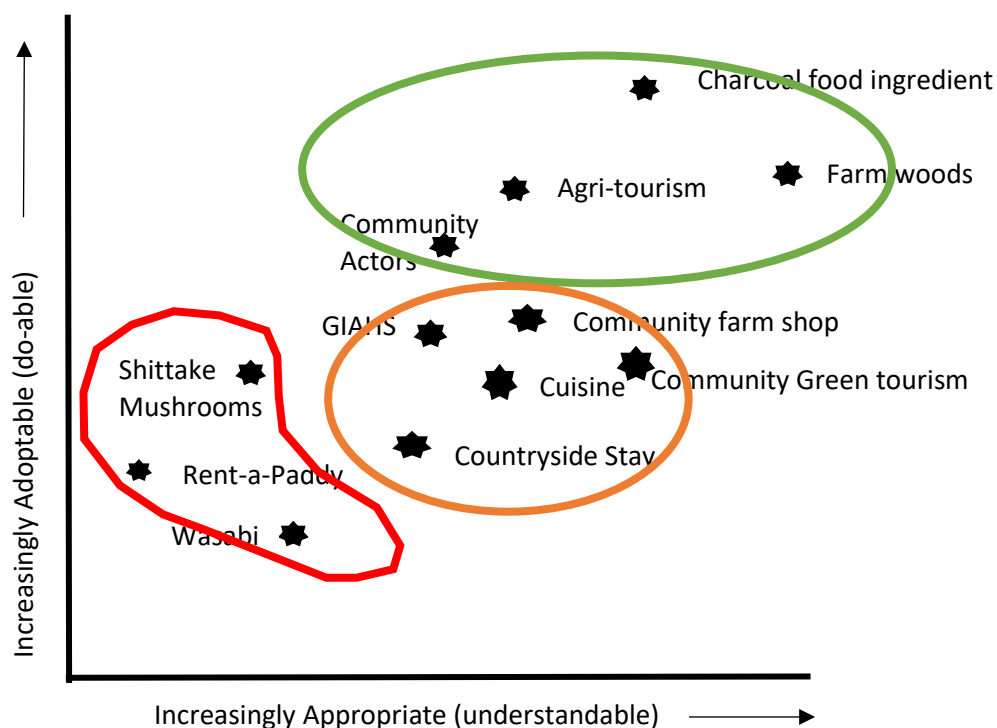 Charcoal food ingredient
Farm woods
Agri-tourism
Community
Actors
GIAHS
Community farm shop
Shittake
Mushrooms
Cuisine
Community Green tourism
Countryside Stay
Rent-a-Paddy
Wasabi
Increasingly Adoptable (do-able)
Increasingly Appropriate (understandable)